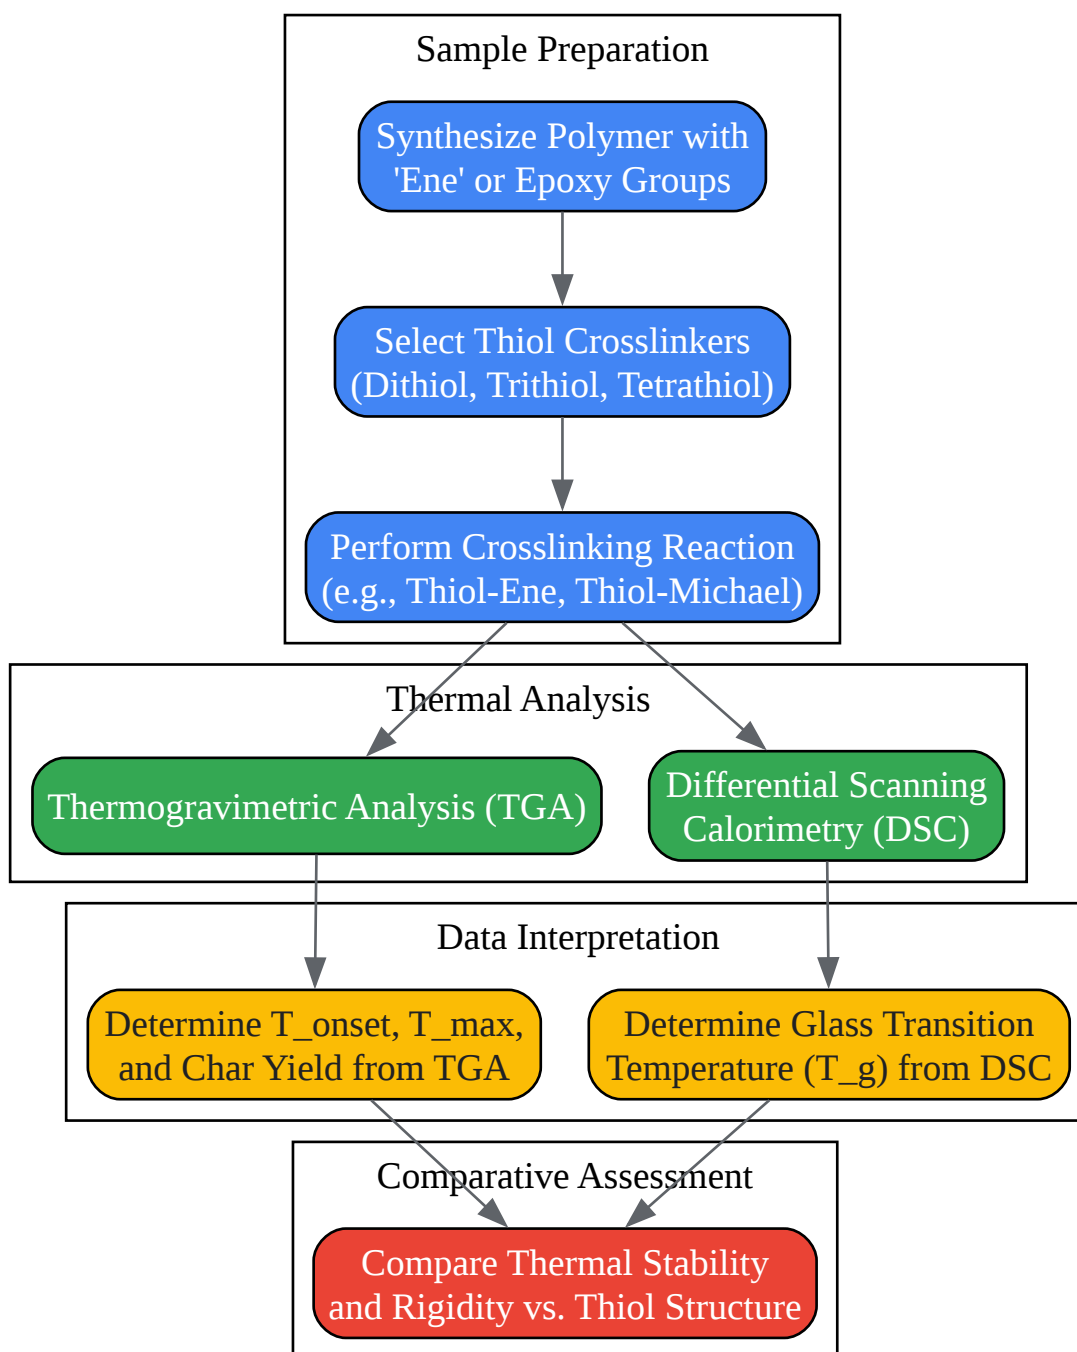 Sample Preparation
Synthesize Polymer with
'Ene' or Epoxy Groups
Select Thiol Crosslinkers
(Dithiol, Trithiol, Tetrathiol)
Perform Crosslinking Reaction
(e.g., Thiol-Ene, Thiol-Michael)
Thermal Analysis
Thermogravimetric Analysis (TGA)
Differential Scanning
Calorimetry (DSC)
Data Interpretation
Determine T_onset, T_max,
and Char Yield from TGA
Determine Glass Transition
Temperature (T_g) from DSC
Comparative Assessment
Compare Thermal Stability
and Rigidity vs. Thiol Structure